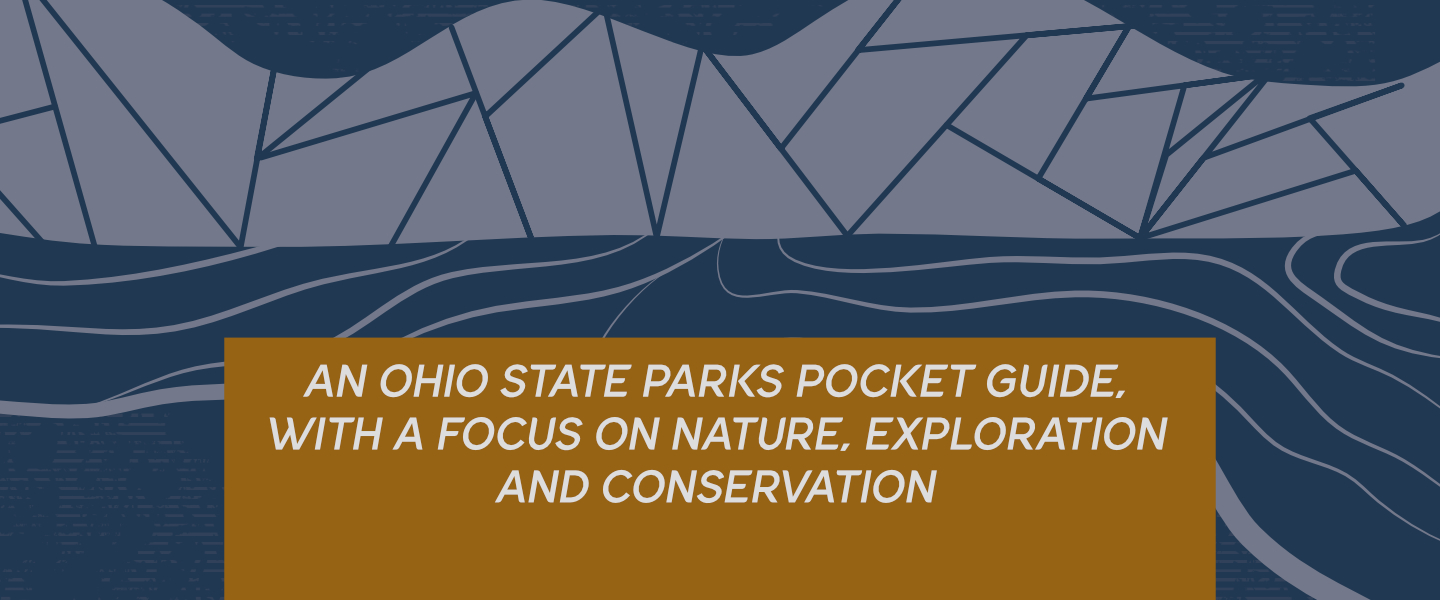 AN OHIO STATE PARKS POCKET GUIDE,
WITH A FOCUS ON NATURE, EXPLORATION
AND CONSERVATION